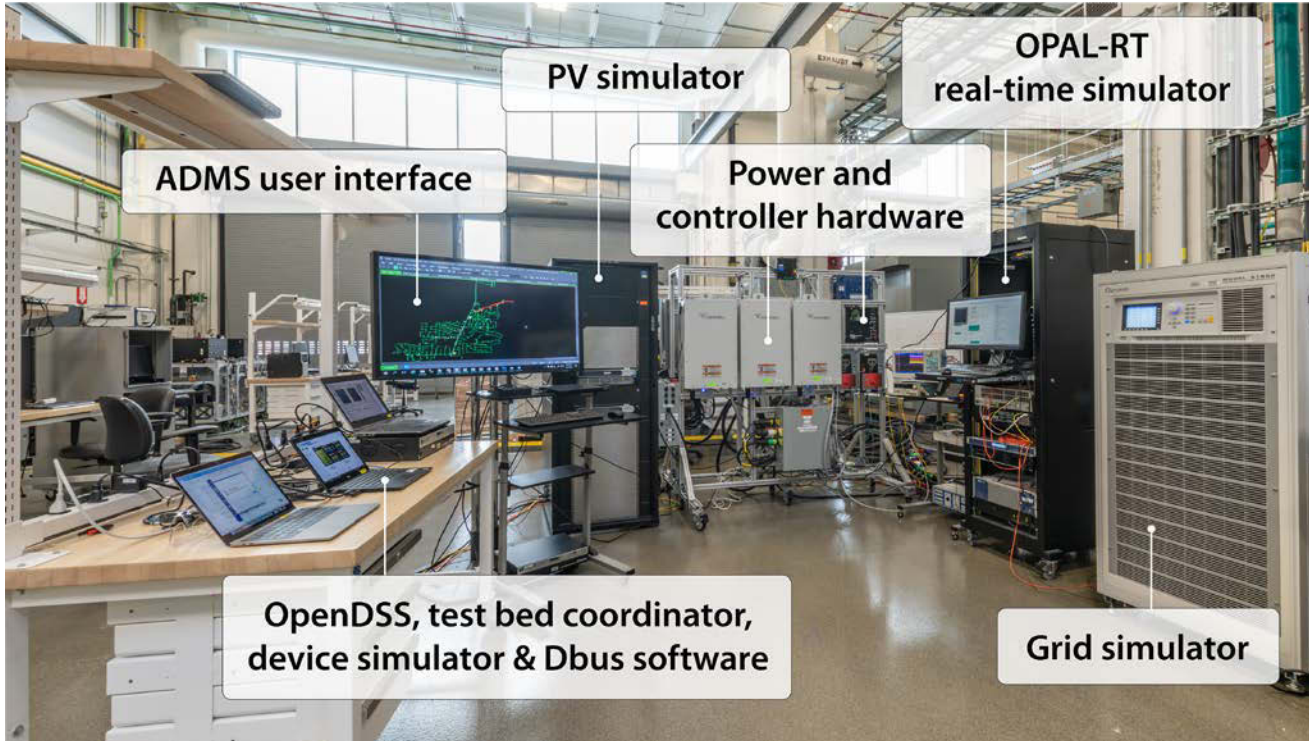 OPAL-RT
real-time simulator
PV simulator
EXHAUST
ADMS user interface
Power and
controller hardware
OpenDSS, test bed coordinator,
device simulator & Dbus software
Grid simulator